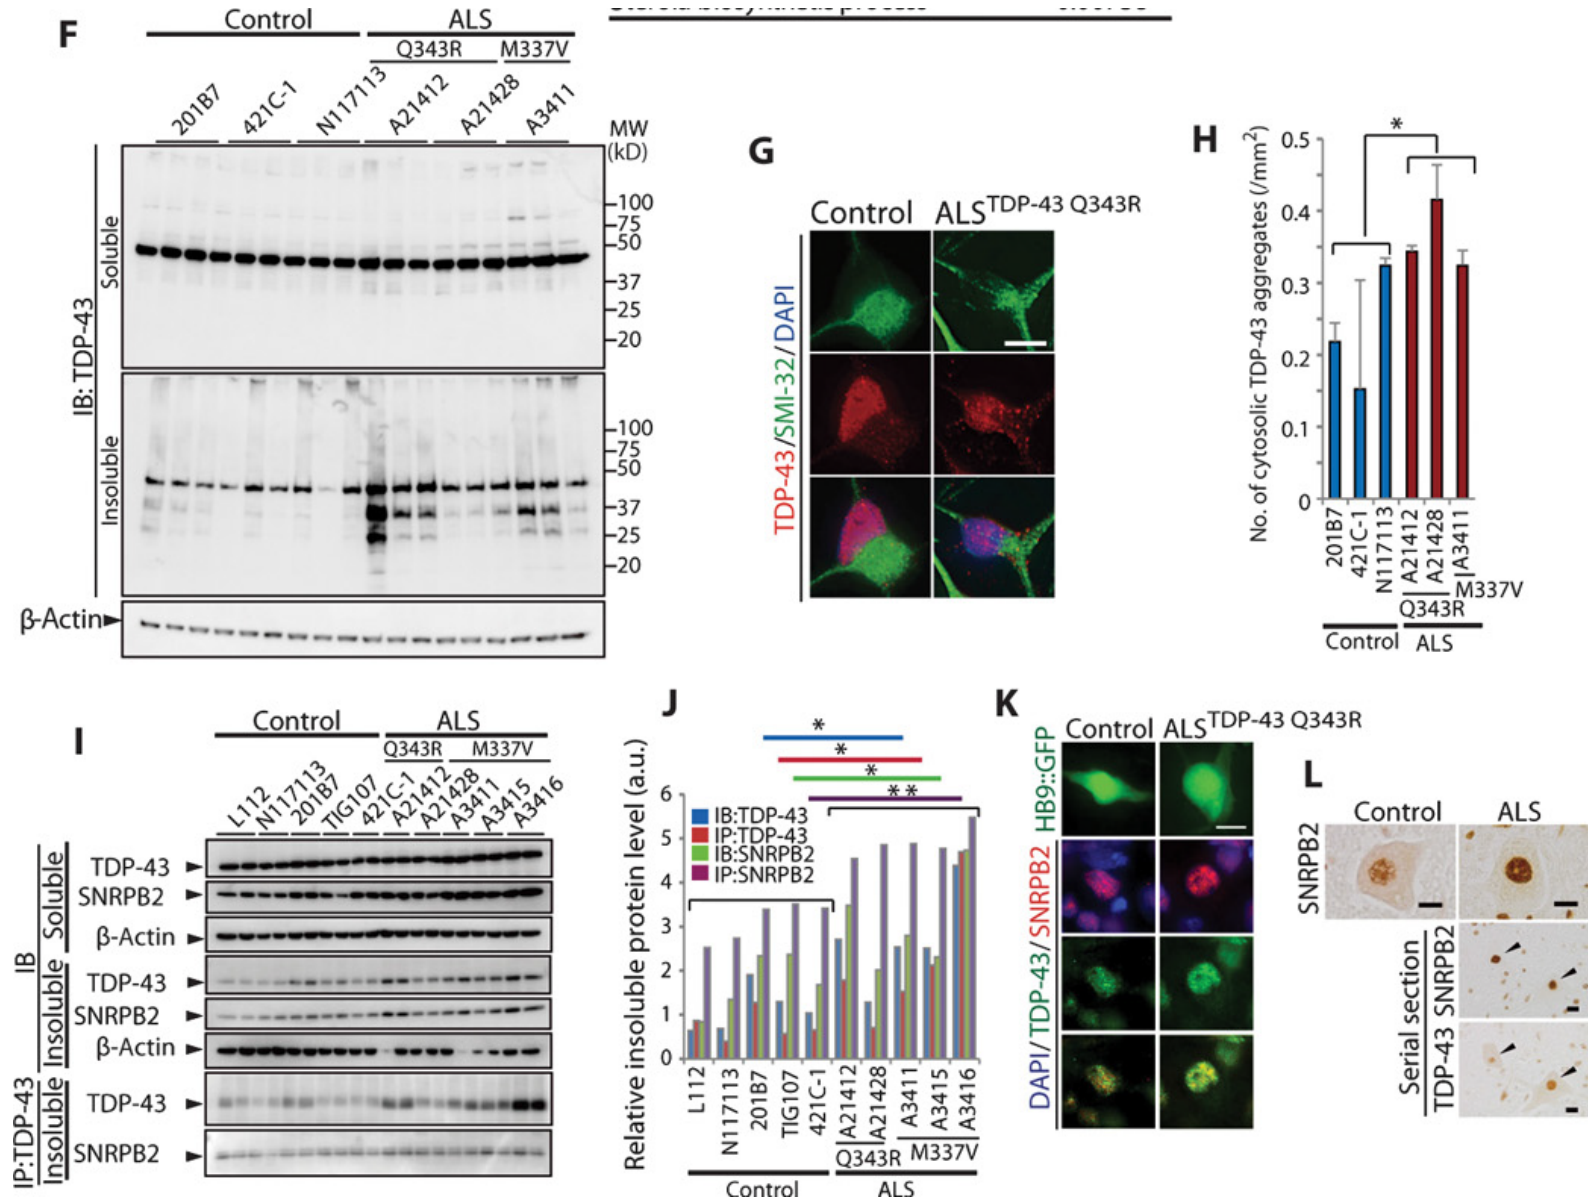 F
Control
ALS
Q343R
M337V
201B7
421C-1
N117113
A21412
A21428
A3411
MW
(kD)
IB: TDP-43
Soluble
100
75
50
37
25
20
Insoluble
100
75
50
37
25
20
β-Actin
G
Control
ALS TDP-43 Q343R
TDP-43/SMI-32/DAPI
H
No. of cytosolic TDP-43 aggregates (/mm2)
0.5
0.4
0.3
0.2
0.1
0
*
201B7
421C-1
N117113
A21412
A21428
A3411
Q343R
M337V
Control
ALS
I
Control
ALS
Q343R
M337V
L112
N117113
201B7
TIG107
421C-1
A21412
A21428
A3411
A3415
A3416
IB
Soluble
TDP-43
SNRPB2
β-Actin
Insoluble
TDP-43
SNRPB2
β-Actin
IP:TDP-43
Insoluble
TDP-43
SNRPB2
J
Relative insoluble protein level (a.u.)
*
*
*
**
6
5
4
3
2
1
0
IB:TDP-43
IP:TDP-43
IB:SNRPB2
IP:SNRPB2
L112
N117113
201B7
TIG107
421C-1
A21412
A21428
A3411
A3415
A3416
Q343R
M337V
Control
ALS
K
Control
ALS TDP-43 Q343R
HB9::GFP
DAPI/TDP-43/SNRPB2
L
Control
ALS
SNRPB2
Serial section
SNRPB2
TDP-43